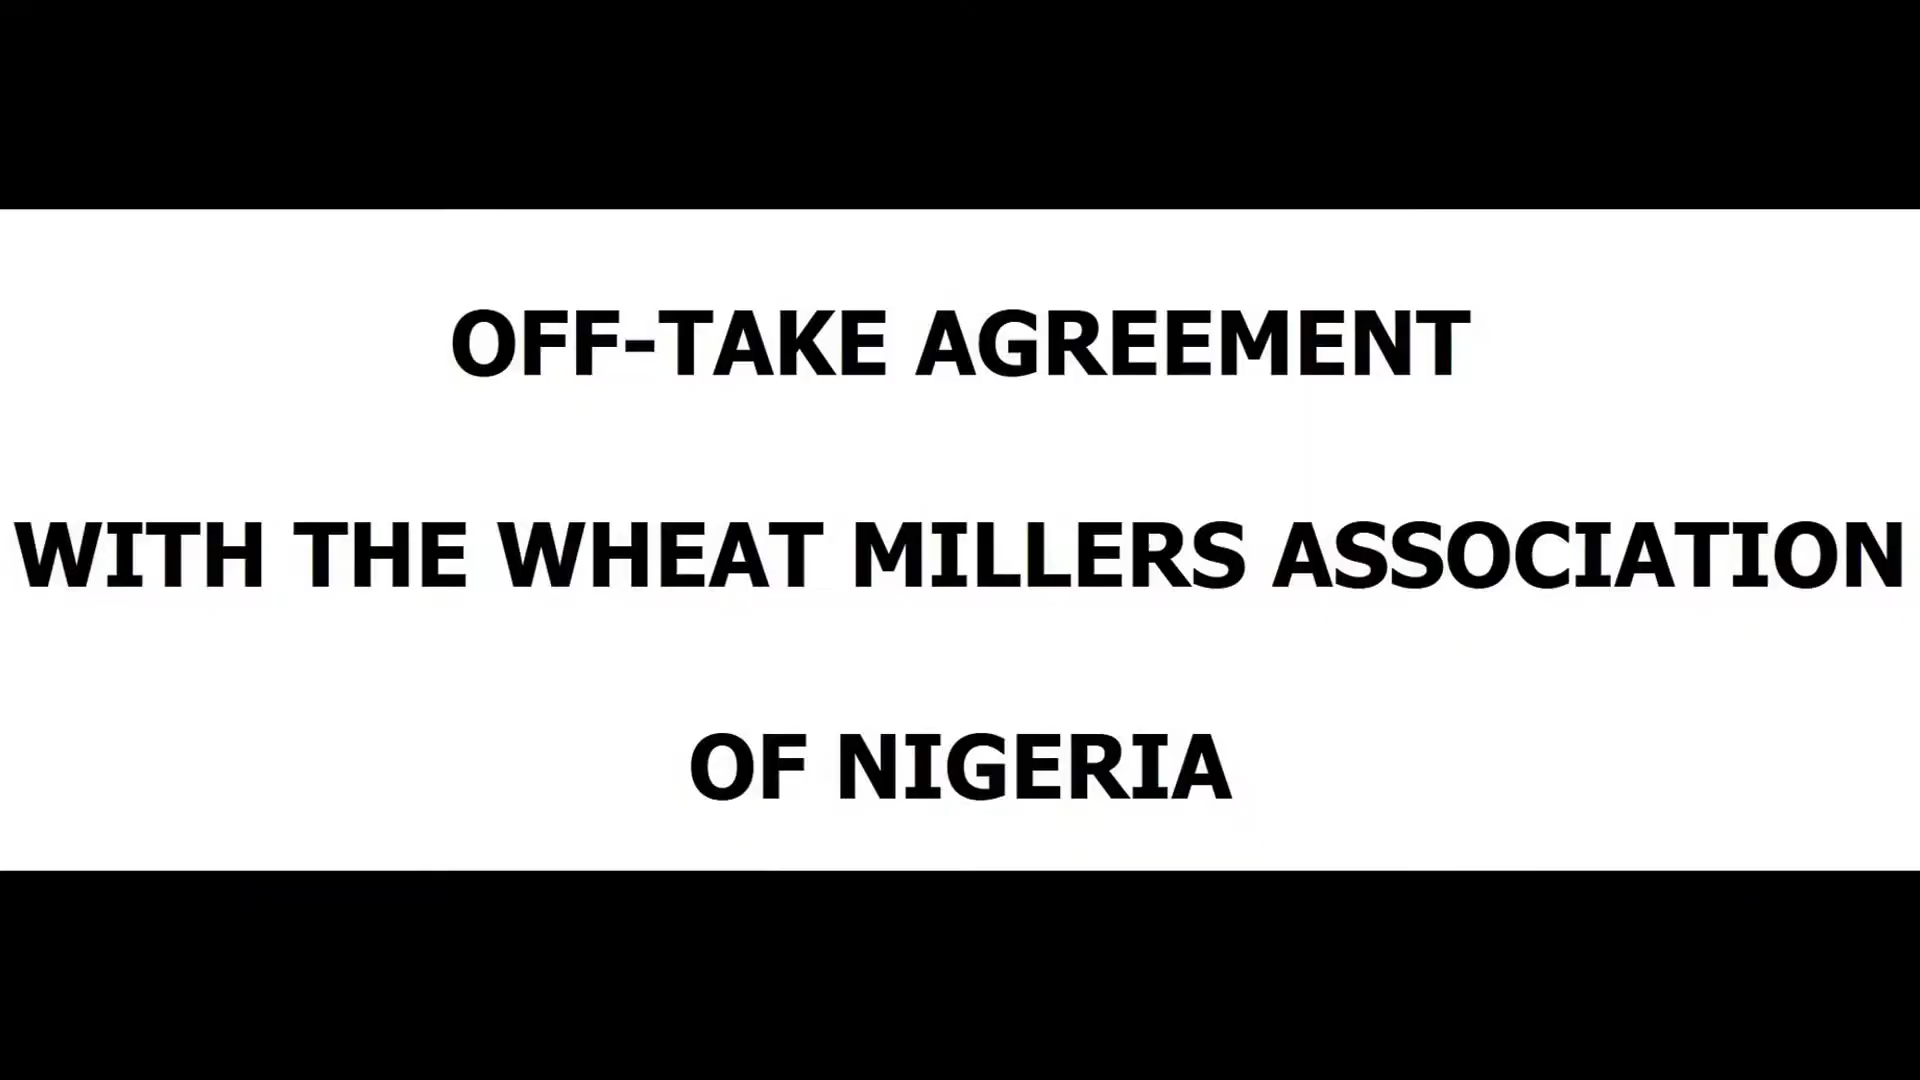 OFF-TAKE AGREEMENT
WITH THE WHEAT MILLERS ASSOCIATION
OF NIGERIA